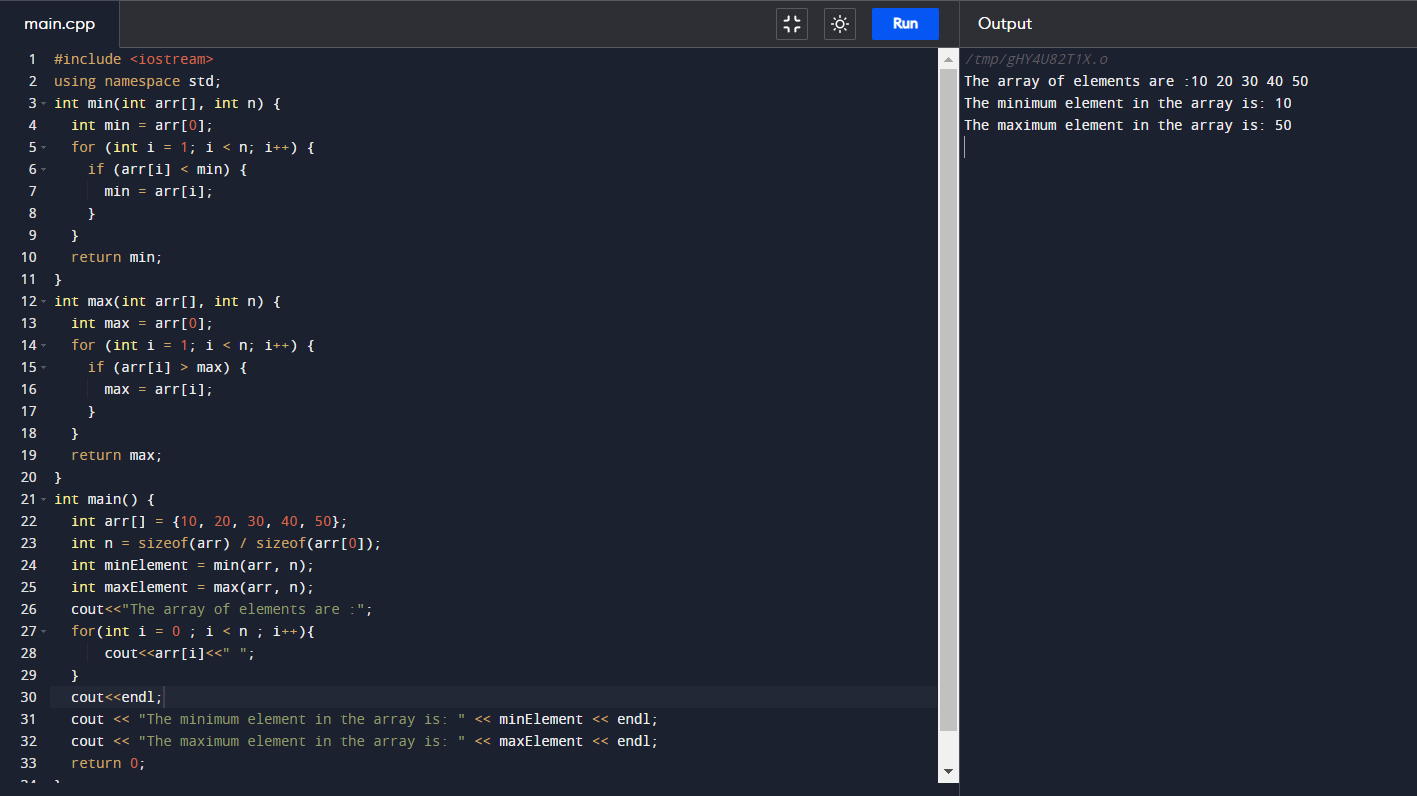 main.cpp
Run
Output
1 #include <iostream>
2 using namespace std;
3 int min(int arr[], int n) {
4   int min = arr[0];
5   for (int i = 1; i < n; i++) {
6     if (arr[i] < min) {
7       min = arr[i];
8     }
9   }
10   return min;
11 }
12 int max(int arr[], int n) {
13   int max = arr[0];
14   for (int i = 1; i < n; i++) {
15     if (arr[i] > max) {
16       max = arr[i];
17     }
18   }
19   return max;
20 }
21 int main() {
22   int arr[] = {10, 20, 30, 40, 50};
23   int n = sizeof(arr) / sizeof(arr[0]);
24   int minElement = min(arr, n);
25   int maxElement = max(arr, n);
26   cout<<"The array of elements are :";
27   for(int i = 0 ; i < n ; i++){
28       cout<<arr[i]<<" ";
29   }
30   cout<<endl;
31   cout << "The minimum element in the array is: " << minElement << endl;
32   cout << "The maximum element in the array is: " << maxElement << endl;
33   return 0;
/tmp/gHY4U82T1X.o
The array of elements are :10 20 30 40 50
The minimum element in the array is: 10
The maximum element in the array is: 50